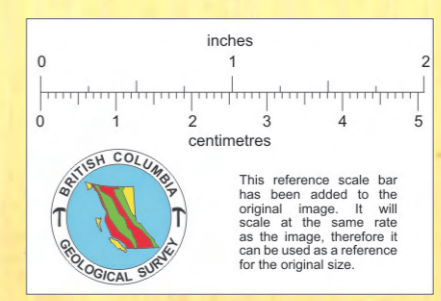 inches
0 1 2
0 1 2 3 4 5
centimetres
BRITISH COLUMBIA
GEOLOGICAL SURVEY
This reference scale bar
has been added to the
original image. It will
scale at the same rate
as the image, therefore it
can be used as a reference
for the original size.